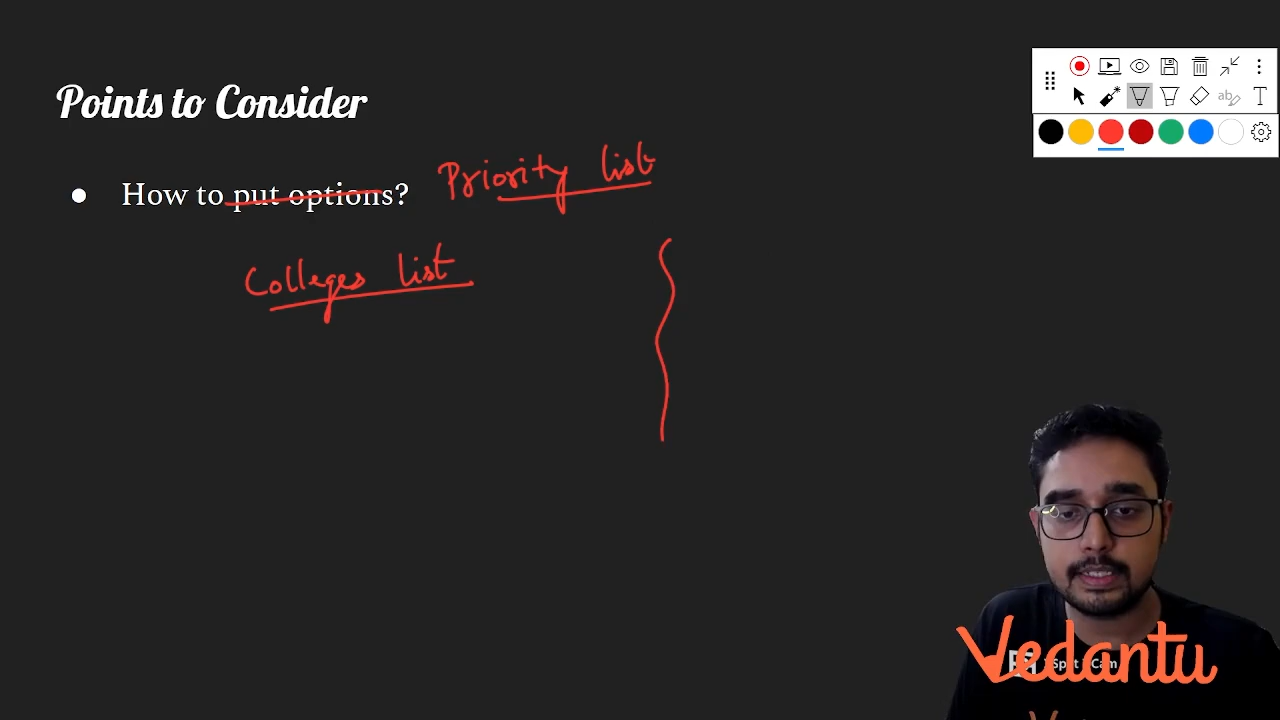 Points to Consider
● How to put options? Priority list
Colleges list
Vedantu